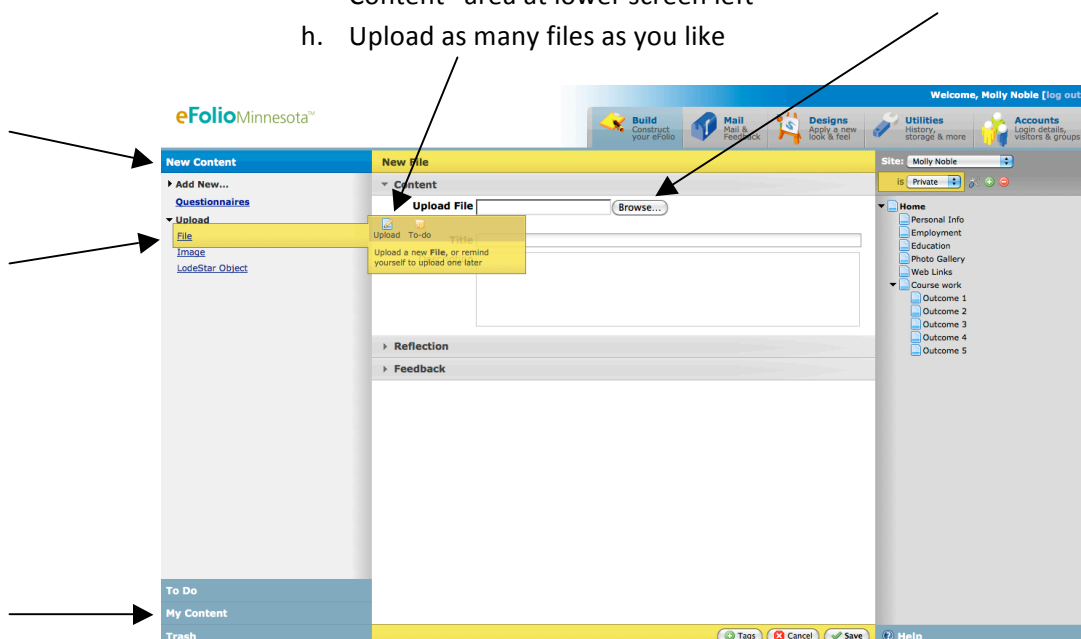 Content" area at lower screen left
h. Upload as many files as you like
Welcome, Molly Noble [log out
eFolioMinnesota™
Build
Construct
your eFolio
Mail
Mail &
Feedback
Designs
Apply a new
look & feel
Utilities
History,
storage & more
Accounts
Login details,
visitors & groups
New Content
Add New...
Questionnaires
Upload
File
Image
LodeStar Object
To Do
My Content
Trash
New File
Content
Upload File
Browse...
Upload To-do
Title
Upload a new File, or remind
yourself to upload one later
Reflection
Feedback
Tags
Cancel
Save
Site: Molly Noble
is Private
Home
Personal Info
Employment
Education
Photo Gallery
Web Links
Course work
Outcome 1
Outcome 2
Outcome 3
Outcome 4
Outcome 5
Help